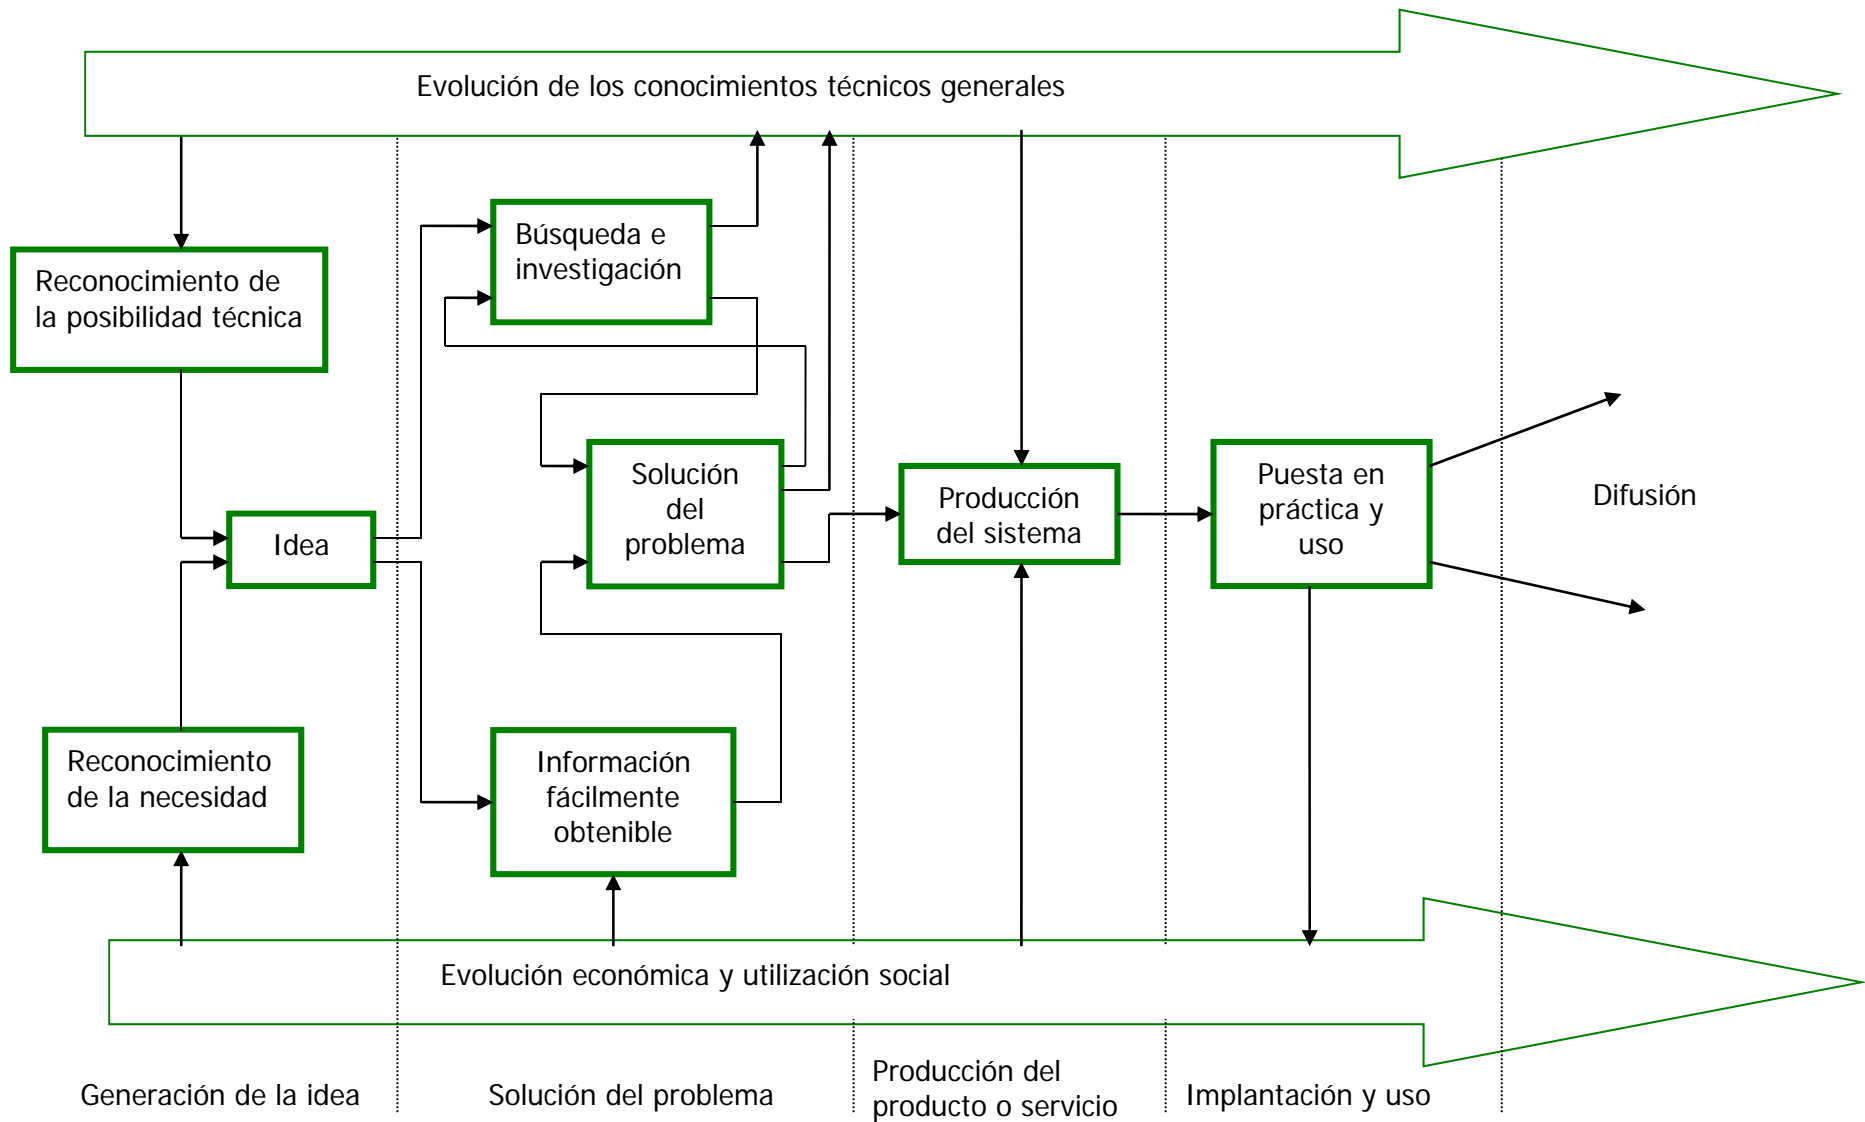 Evolución de los conocimientos técnicos generales
Búsqueda e
investigación
Reconocimiento de
la posibilidad técnica
Solución
del
problema
Puesta en
práctica y
uso
Producción
del sistema
Difusión
Idea
Reconocimiento
de la necesidad
Información
fácilmente
obtenible
Evolución económica y utilización social
Generación de la idea
Solución del problema
Producción del
producto o servicio
Implantación y uso